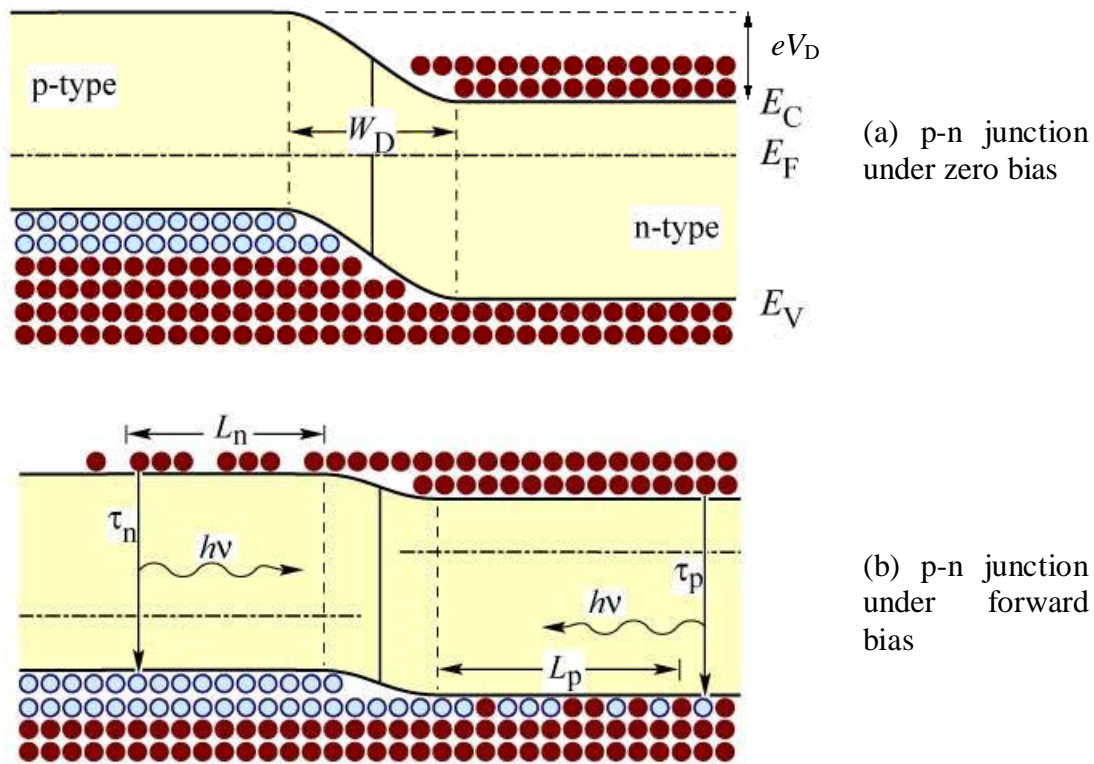 eV_D
p-type
E_C
W_D
(a) p-n junction
E_F
under zero bias
n-type
E_V
L_n
τ_n
hν
τ_p
(b) p-n junction
hν
under forward
L_p
bias